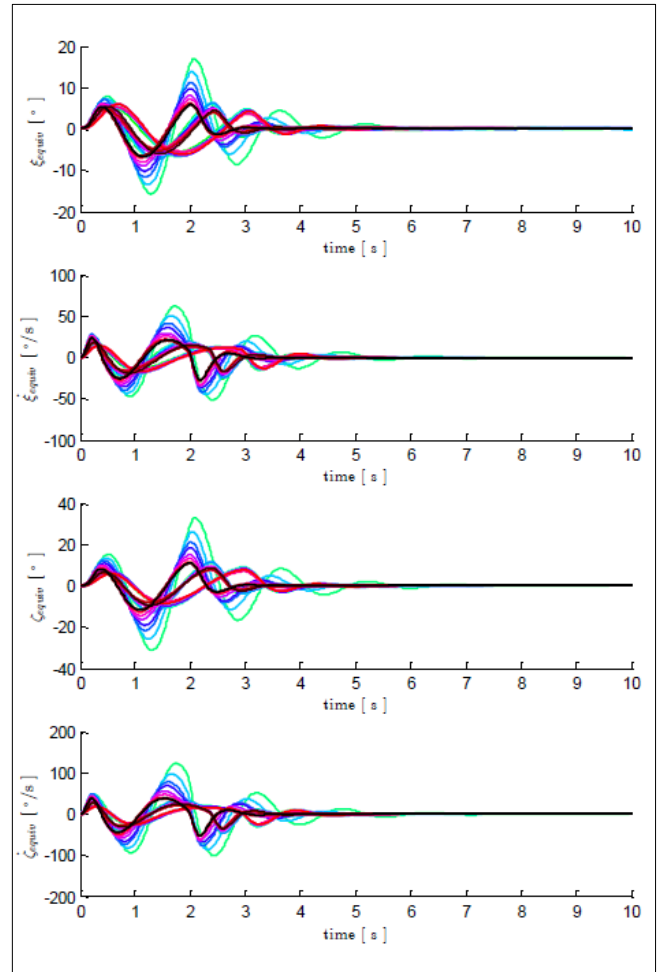 20
10
0
-10
-20
ξequiv [ ° ]
0 1 2 3 4 5 6 7 8 9 10
time [ s ]
100
50
0
-50
-100
ξ̇equiv [ °/s ]
0 1 2 3 4 5 6 7 8 9 10
time [ s ]
40
20
0
-20
-40
ζequiv [ ° ]
0 1 2 3 4 5 6 7 8 9 10
time [ s ]
200
100
0
-100
-200
ζ̇equiv [ °/s ]
0 1 2 3 4 5 6 7 8 9 10
time [ s ]